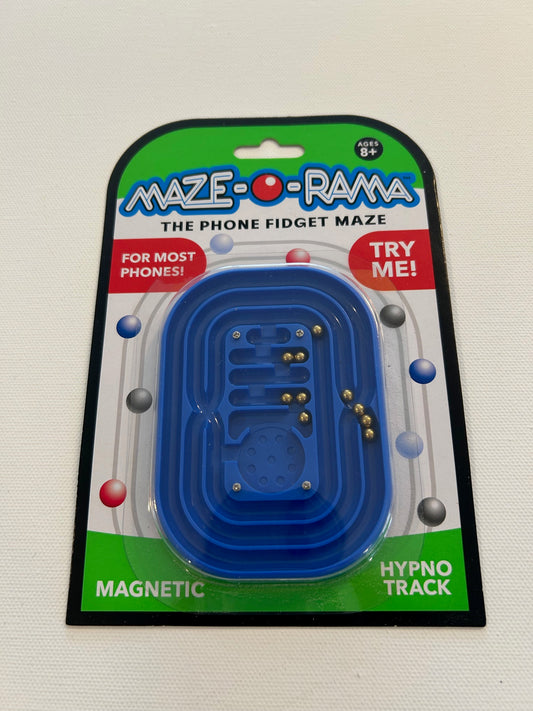 AGES
8+
MAZE-O-RAMA
THE PHONE FIDGET MAZE
FOR MOST
PHONES!
TRY
ME!
MAGNETIC
HYPNO
TRACK